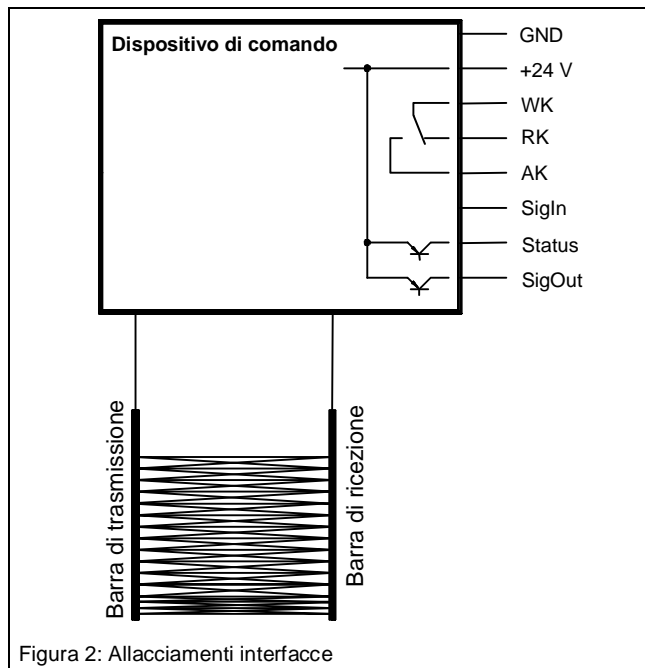 Dispositivo di comando
GND
+24 V
WK
RK
AK
SigIn
Status
SigOut
Barra di trasmissione
Barra di ricezione
Figura 2: Allacciamenti interfacce